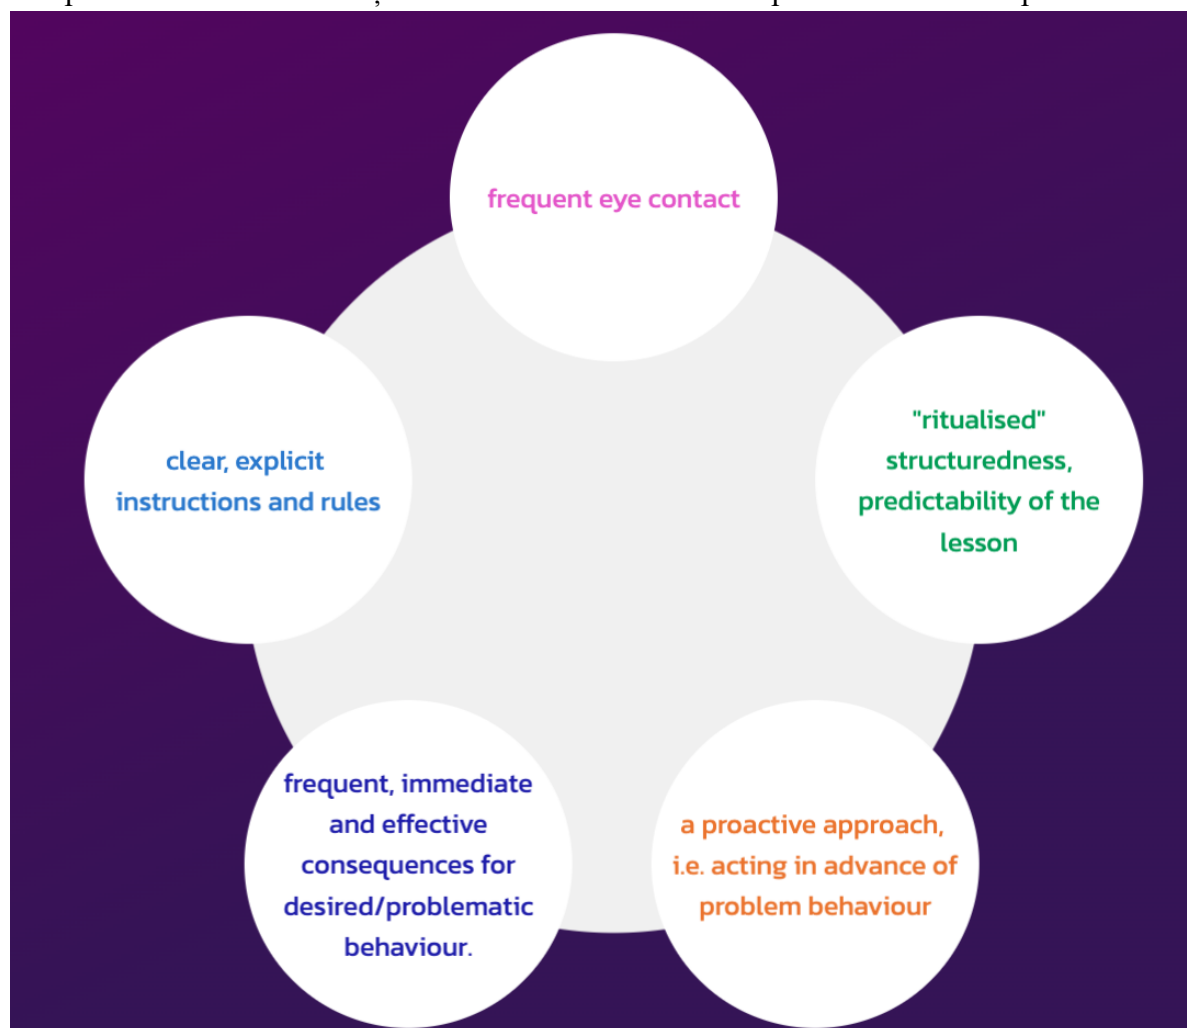 frequent eye contact
"ritualised"
structuredness,
predictability of the
lesson
clear, explicit
instructions and rules
frequent, immediate
and effective
consequences for
desired/problematic
behaviour.
a proactive approach,
i.e. acting in advance of
problem behaviour